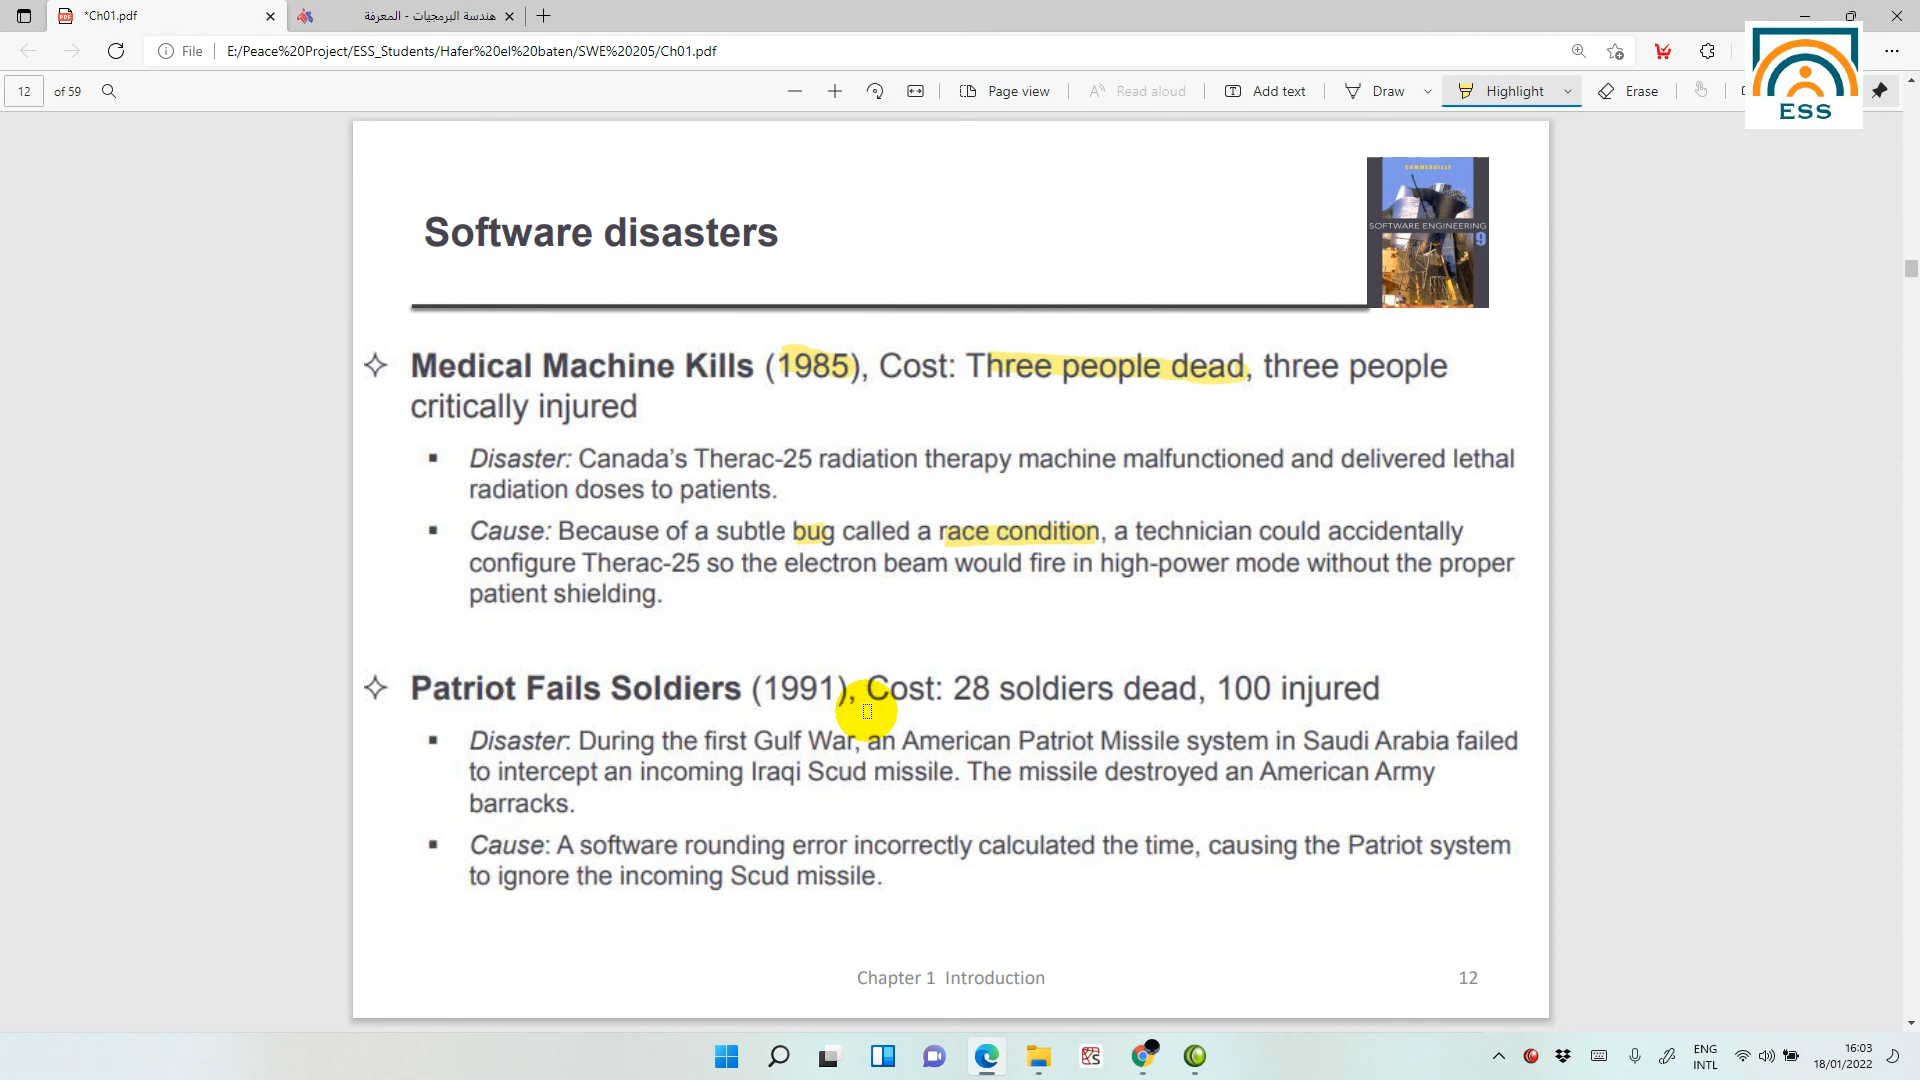 *Ch01.pdf
هندسة البرمجيات - المعرفة
File
E:/Peace%20Project/ESS_Students/Hafer%20el%20baten/SWE%20205/Ch01.pdf
12 of 59
Page view
Read aloud
Add text
Draw
Highlight
Erase
ESS
Software disasters
SOMMERVILLE
SOFTWARE ENGINEERING
9
Medical Machine Kills (1985), Cost: Three people dead, three people
critically injured
Disaster: Canada's Therac-25 radiation therapy machine malfunctioned and delivered lethal
radiation doses to patients.
Cause: Because of a subtle bug called a race condition, a technician could accidentally
configure Therac-25 so the electron beam would fire in high-power mode without the proper
patient shielding.
Patriot Fails Soldiers (1991), Cost: 28 soldiers dead, 100 injured
Disaster: During the first Gulf War, an American Patriot Missile system in Saudi Arabia failed
to intercept an incoming Iraqi Scud missile. The missile destroyed an American Army
barracks.
Cause: A software rounding error incorrectly calculated the time, causing the Patriot system
to ignore the incoming Scud missile.
Chapter 1 Introduction
12
ENG
INTL
16:03
18/01/2022